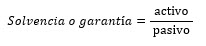 Solvencia o garantía = activo / pasivo